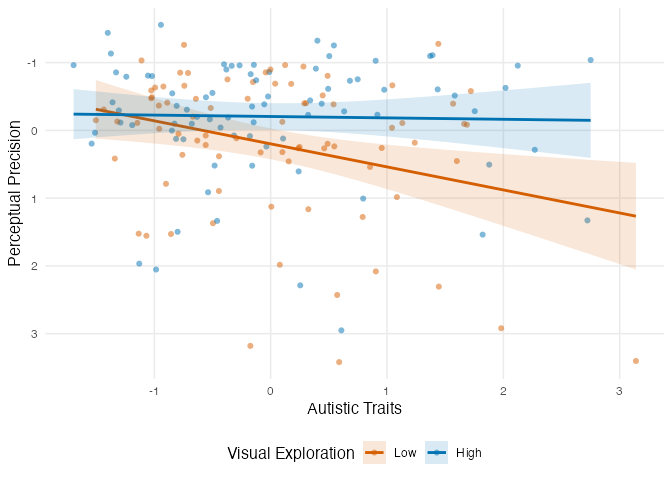 Perceptual Precision
-1
0
1
2
3
-1
0
1
2
3
Autistic Traits
Visual Exploration
Low
High